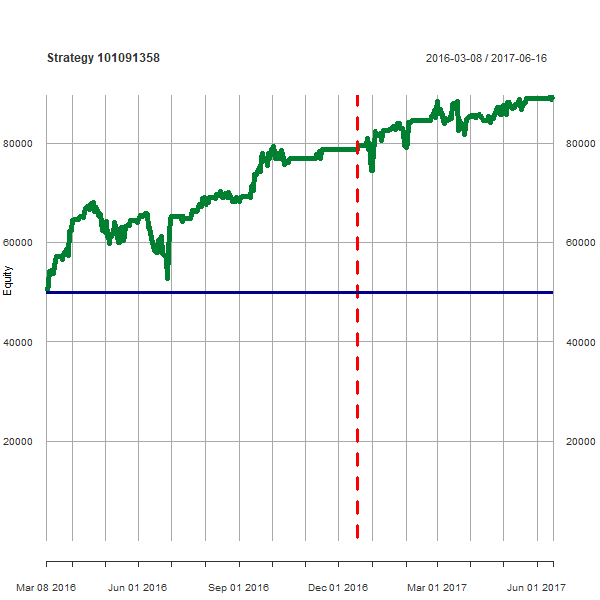 Strategy 101091358
2016-03-08 / 2017-06-16
80000
80000
60000
60000
Equity
40000
40000
20000
20000
Mar 08 2016
Jun 01 2016
Sep 01 2016
Dec 01 2016
Mar 01 2017
Jun 01 2017